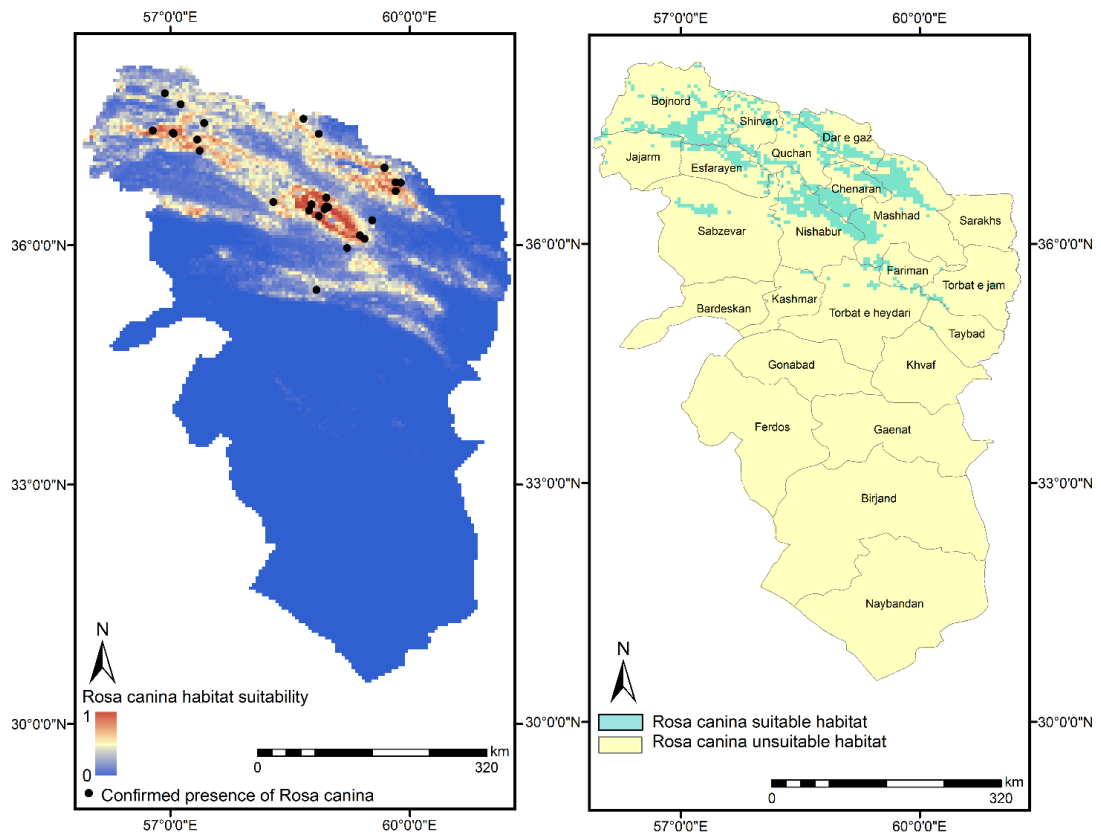 57°0'0"E
60°0'0"E
36°0'0"N
33°0'0"N
30°0'0"N
N
Rosa canina habitat suitability
1
0
km
0
320
Confirmed presence of Rosa canina
57°0'0"E
60°0'0"E
57°0'0"E
60°0'0"E
Bojnord
Shirvan
Dar e gaz
Quchan
Jajarm
Esfarayen
Chenaran
Mashhad
Sarakhs
Sabzevar
Nishabur
36°0'0"N
Fariman
Torbat e jam
Kashmar
Bardeskan
Torbat e heydari
Taybad
Gonabad
Khvaf
Ferdos
Gaenat
33°0'0"N
Birjand
Naybandan
N
Rosa canina suitable habitat
30°0'0"N
Rosa canina unsuitable habitat
km
0
320
57°0'0"E
60°0'0"E